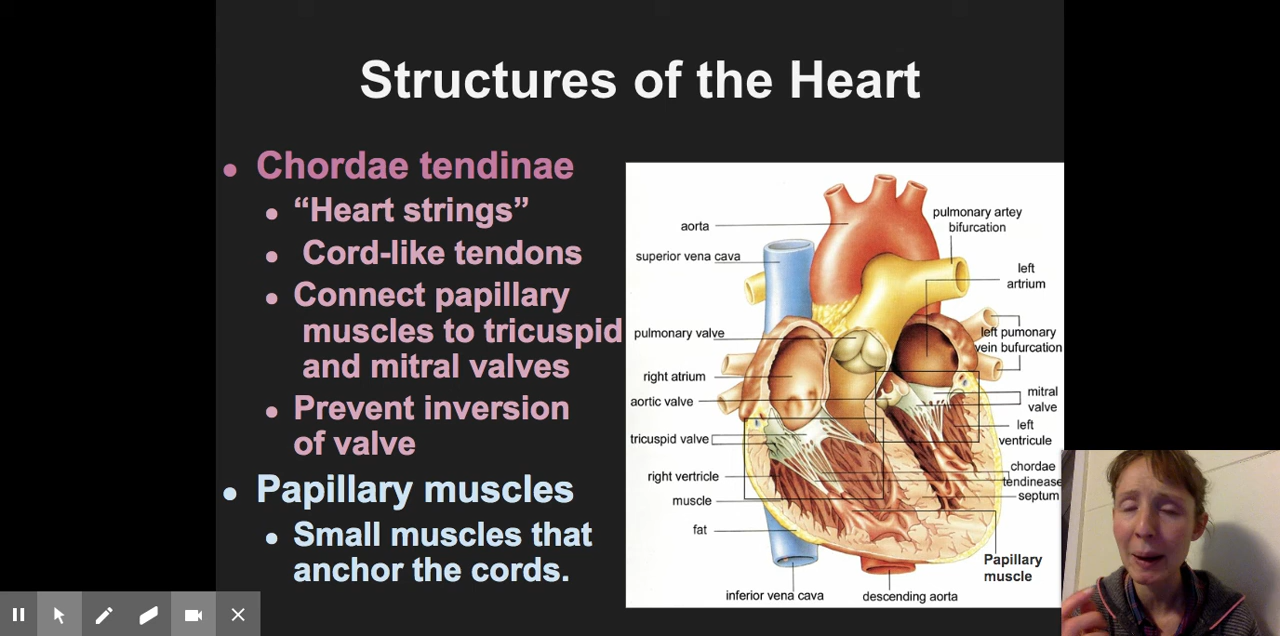 Structures of the Heart
• Chordae tendinae
• “Heart strings”
• Cord-like tendons
• Connect papillary
muscles to tricuspid
and mitral valves
• Prevent inversion
of valve
• Papillary muscles
• Small muscles that
anchor the cords.
aorta
superior vena cava
pulmonary valve
right atrium
aortic valve
tricuspid valve
right verticle
muscle
fat
inferior vena cava
descending aorta
pulmonary artey
bifurcation
left
artrium
left pumonary
vein bufurcation
mitral
valve
left
ventricule
chordae
tendinease
septum
Papillary
muscle